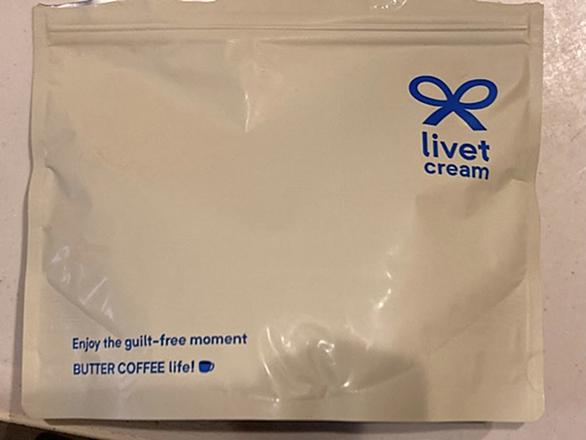 livet
cream
Enjoy the guilt-free moment
BUTTER COFFEE life!